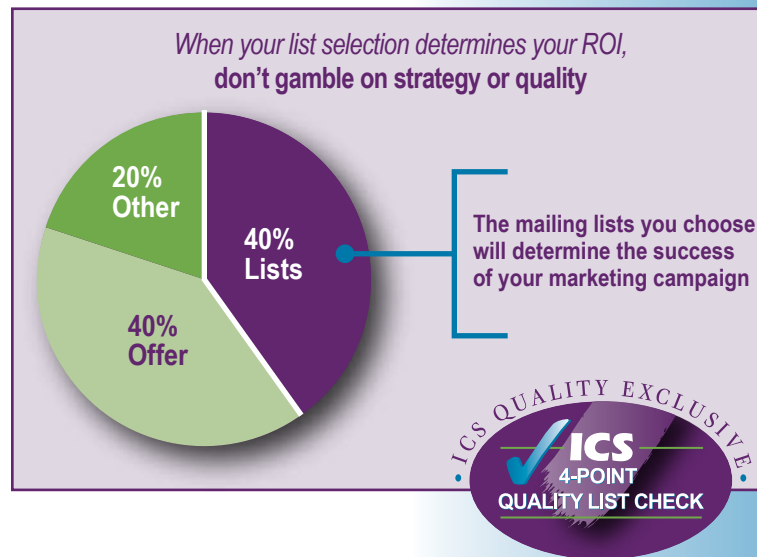 When your list selection determines your ROI,
don't gamble on strategy or quality
20%
Other
40%
Lists
40%
Offer
The mailing lists you choose
will determine the success
of your marketing campaign
• ICS QUALITY EXCLUSIVE •
ICS
4-POINT
QUALITY LIST CHECK